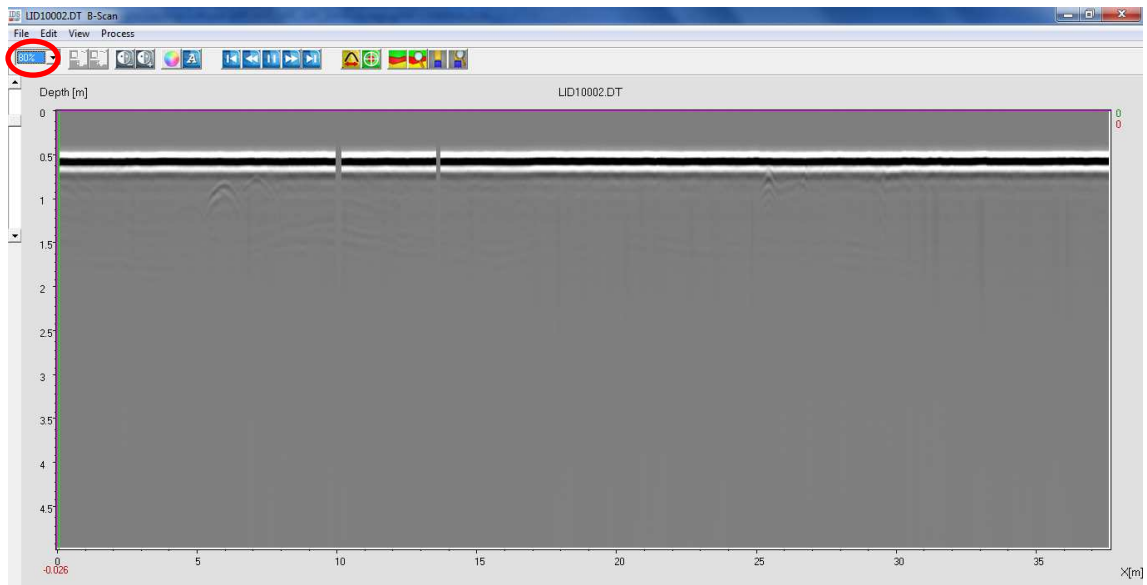 IDS LID10002.DT B-Scan
File Edit View Process
80%
A
Depth [m] LID10002.DT
0
0.5
1
1.5
2
2.5
3
3.5
4
4.5
0
0
0 5 10 15 20 25 30 35
-0.026 X[m]